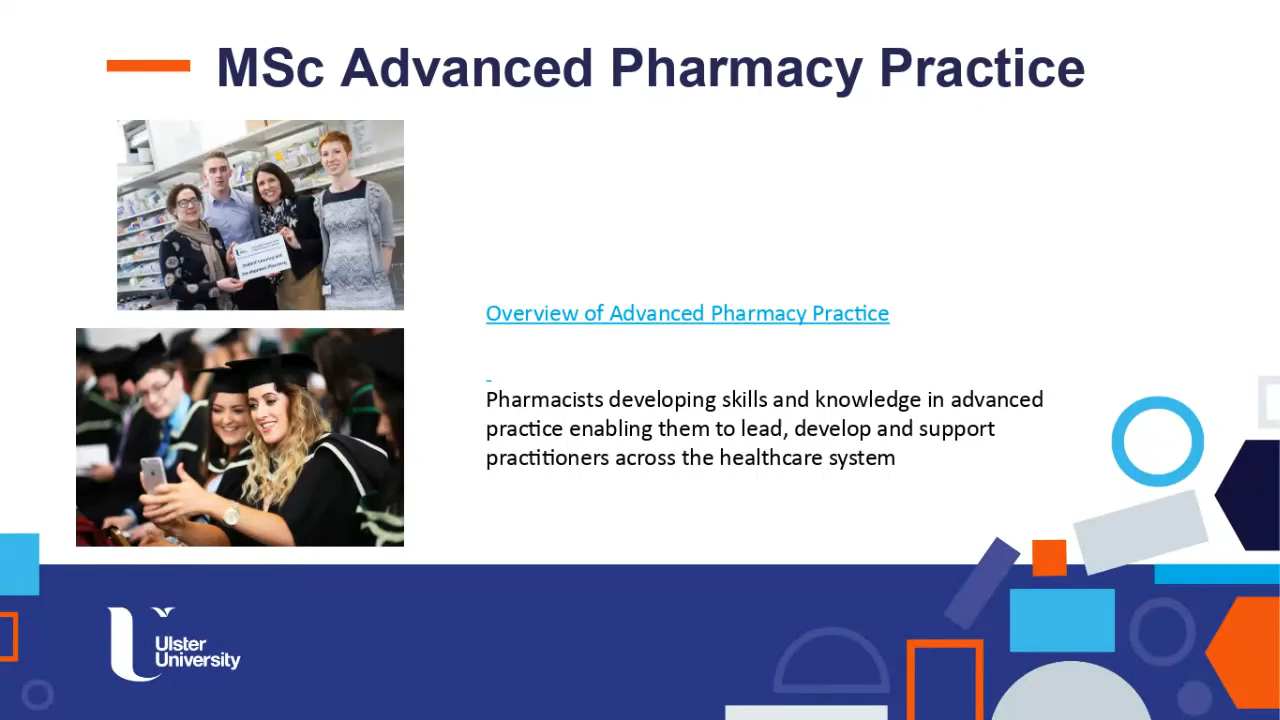 MSc Advanced Pharmacy Practice
Overview of Advanced Pharmacy Practice
Pharmacists developing skills and knowledge in advanced
practice enabling them to lead, develop and support
practitioners across the healthcare system
Ulster
University